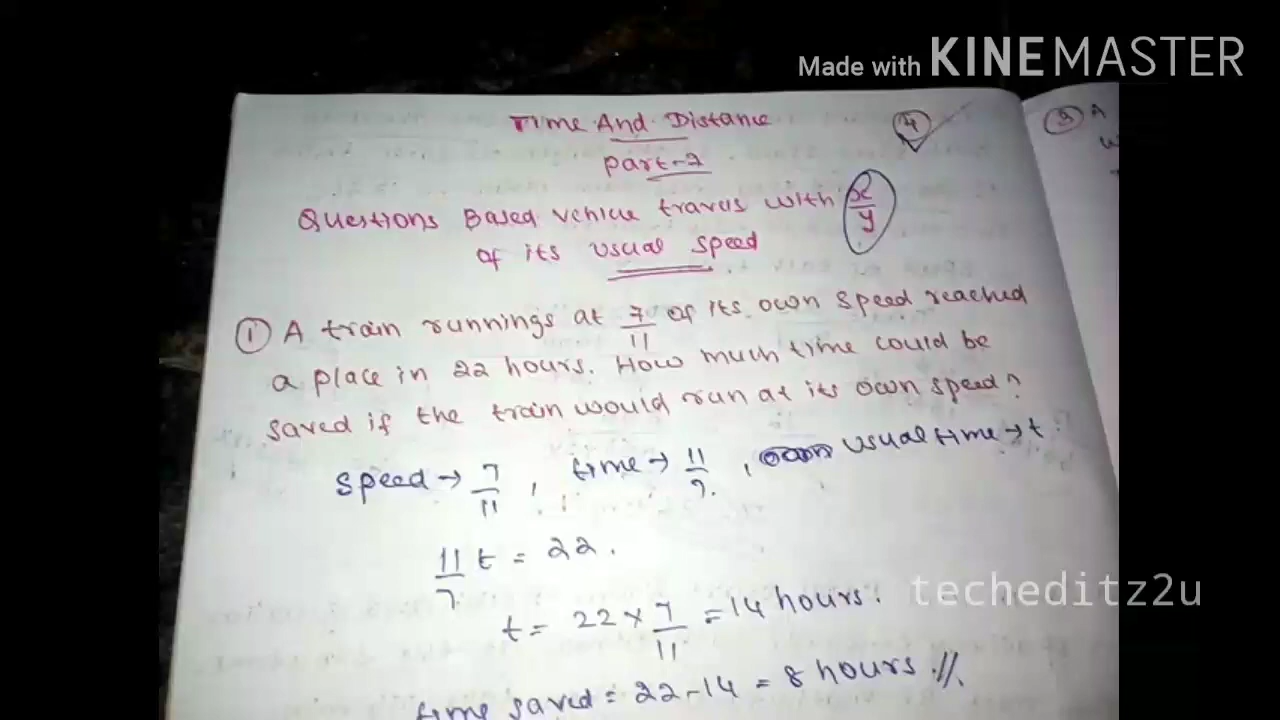 Made with KINEMASTER
Time And Distance
④
③ A
Part-2
Questions Based vehicle travels with x/y
of its usual speed
① A train runnings at 7/11 of its own speed reached
a place in 22 hours. How much time could be
saved if the train would run at its own speed?
speed → 7/11 , time → 11/7 , usual time → t
11/7 t = 22.
techeditz2u
t = 22 × 7/11 = 14 hours.
time saved = 22-14 = 8 hours //.